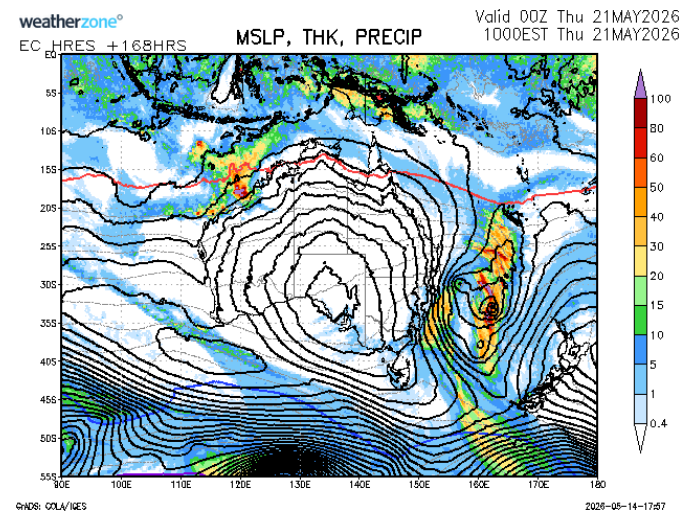 weatherzone°
Valid 00Z Thu 21MAY2026
EC HRES +168HRS
MSLP, THK, PRECIP
1000EST Thu 21MAY2026
EQ
5S
10S
15S
20S
25S
30S
35S
40S
45S
50S
55S
90E 100E 110E 120E 130E 140E 150E 160E 170E 180
100
80
60
50
40
30
20
15
10
5
1
0.4
GrADS: COLA/IGES
2026-05-14-17:57